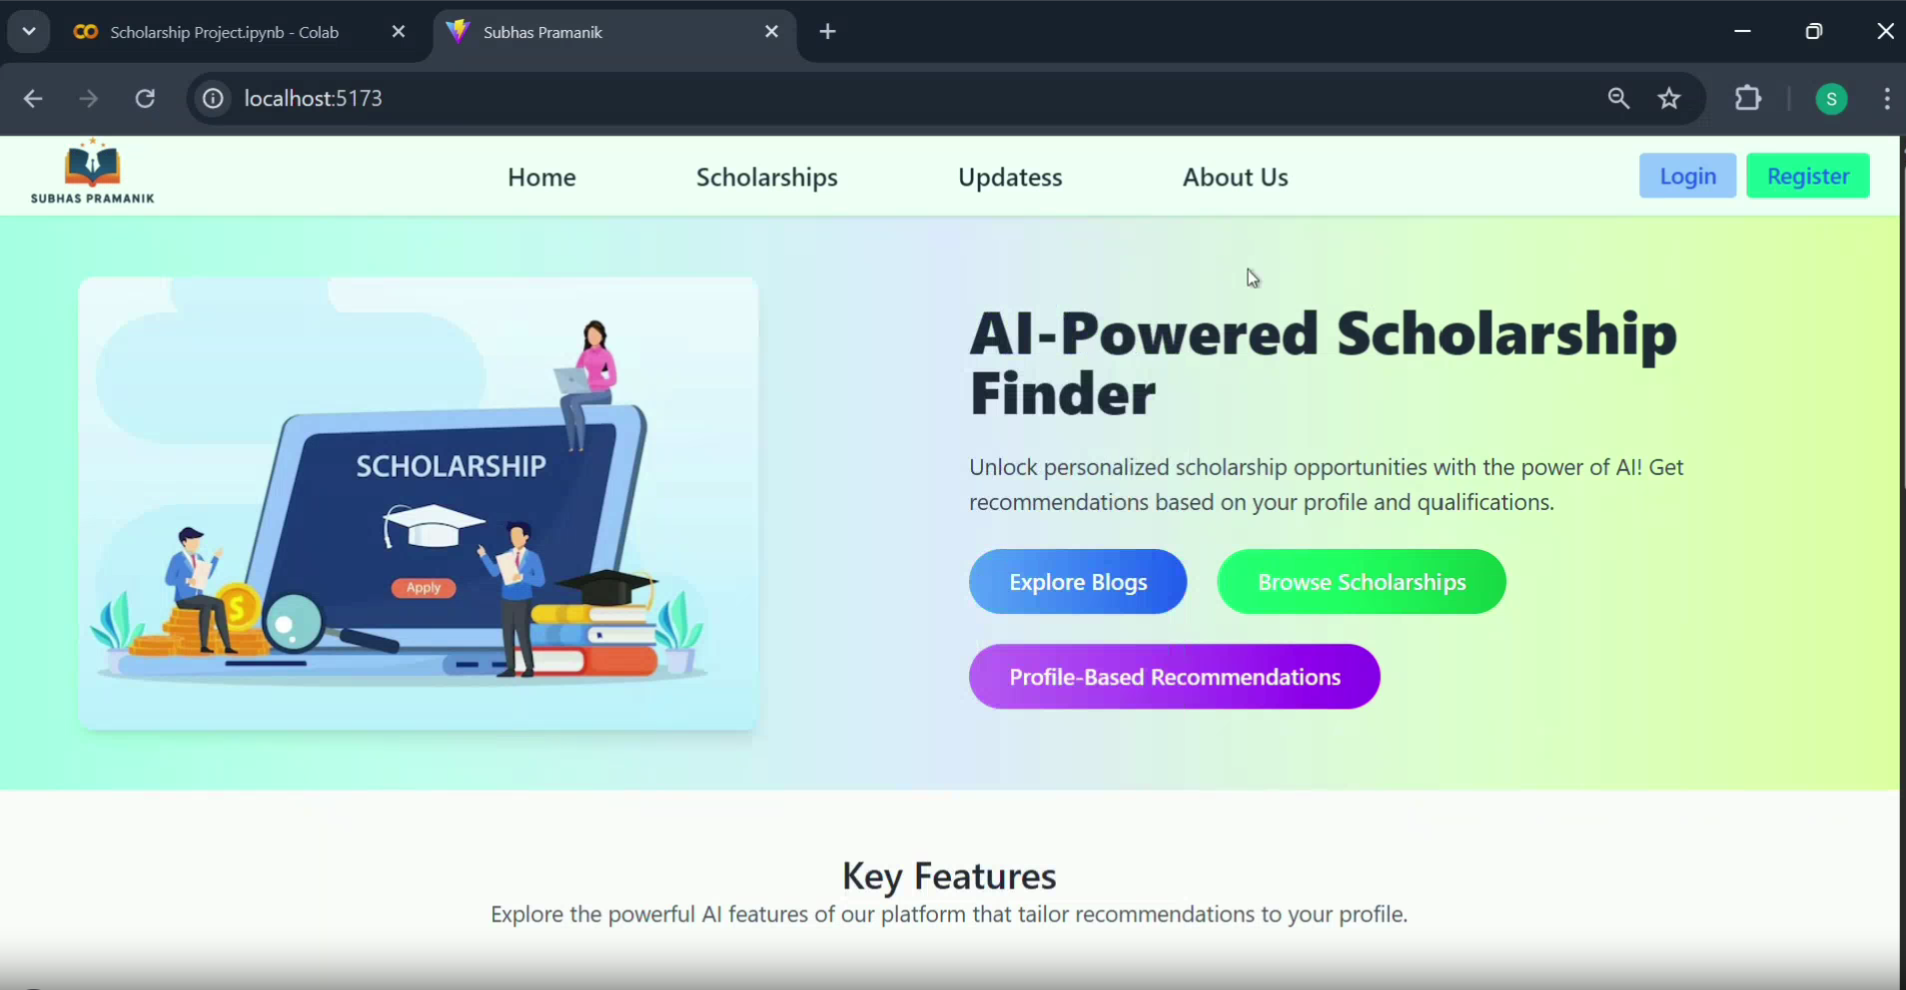 Scholarship Project.ipynb - Colab
Subhas Pramanik
localhost:5173
S
SUBHAS PRAMANIK
Home
Scholarships
Updatess
About Us
Login
Register
SCHOLARSHIP
Apply
$
AI-Powered Scholarship
Finder
Unlock personalized scholarship opportunities with the power of AI! Get
recommendations based on your profile and qualifications.
Explore Blogs
Browse Scholarships
Profile-Based Recommendations
Key Features
Explore the powerful AI features of our platform that tailor recommendations to your profile.